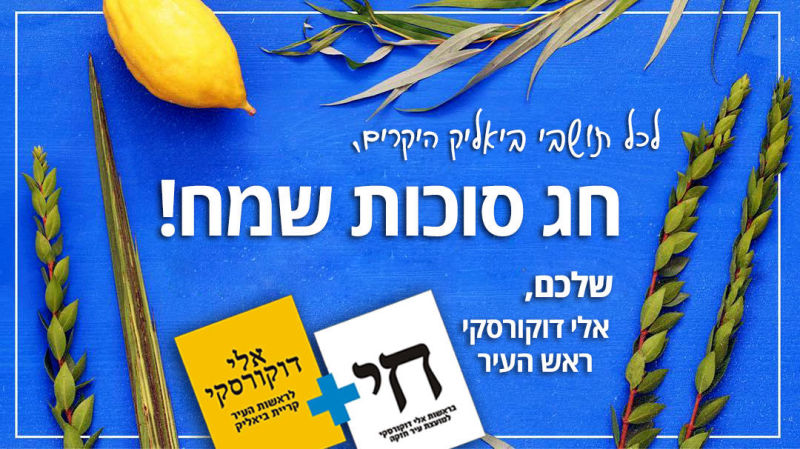 לכל תושבי ביאליק היקרים,
חג סוכות שמח!
שלכם,
אלי דוקורסקי
ראש העיר
אלי
דוקורסקי
לראשות העיר
קריית ביאליק
חי
בראשות אלי דוקורסקי
למועצת עיר חזקה